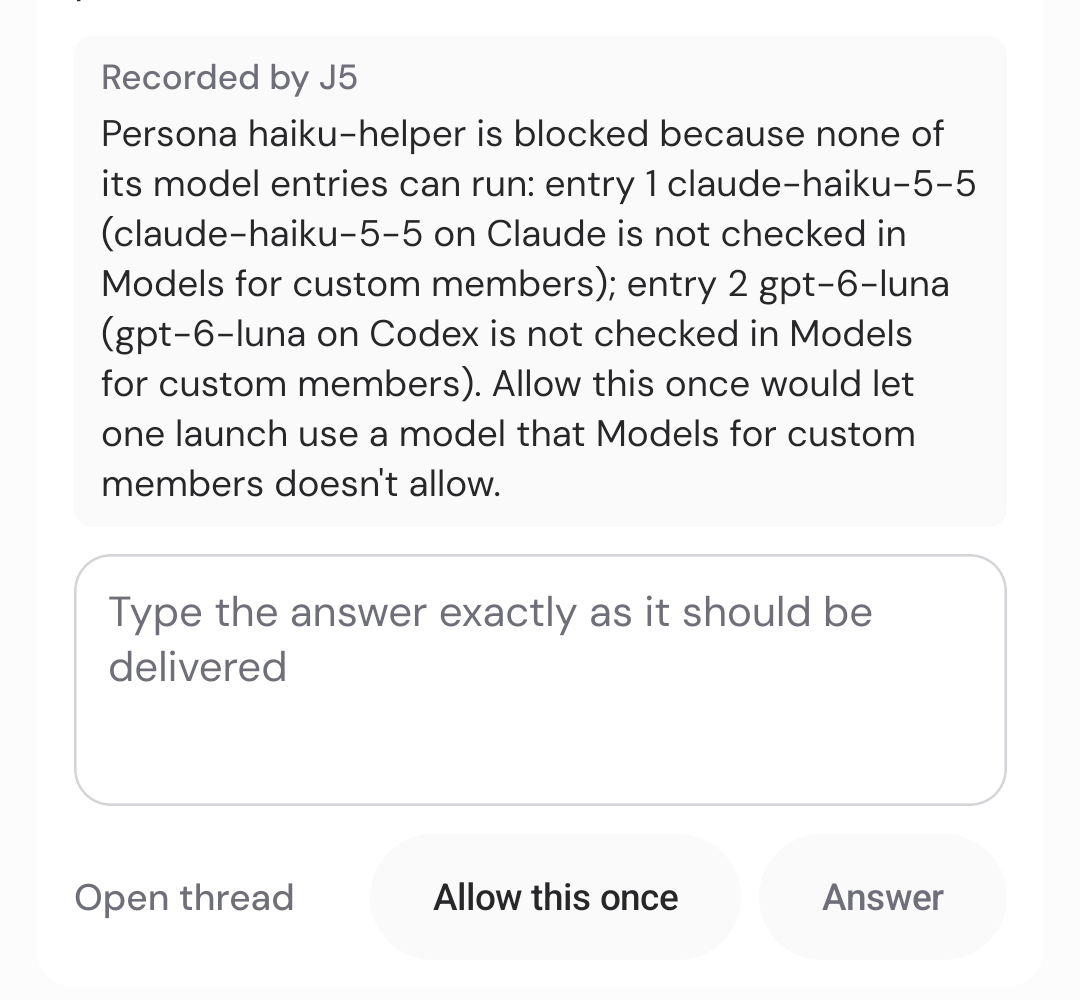 Recorded by J5
Persona haiku-helper is blocked because none of
its model entries can run: entry 1 claude-haiku-5-5
(claude-haiku-5-5 on Claude is not checked in
Models for custom members); entry 2 gpt-6-luna
(gpt-6-luna on Codex is not checked in Models
for custom members). Allow this once would let
one launch use a model that Models for custom
members doesn't allow.
Type the answer exactly as it should be
delivered
Open thread
Allow this once
Answer